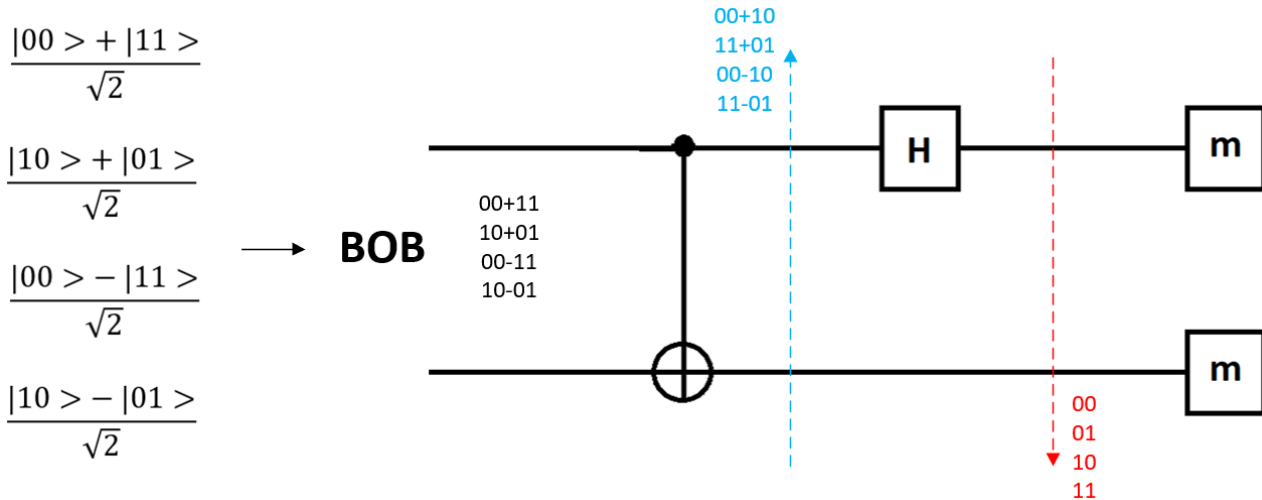 |00 > + |11 >
√2
|10 > + |01 >
√2
|00 > − |11 >
√2
|10 > − |01 >
√2
BOB
00+11
10+01
00-11
10-01
00+10
11+01
00-10
11-01
H
m
m
00
01
10
11